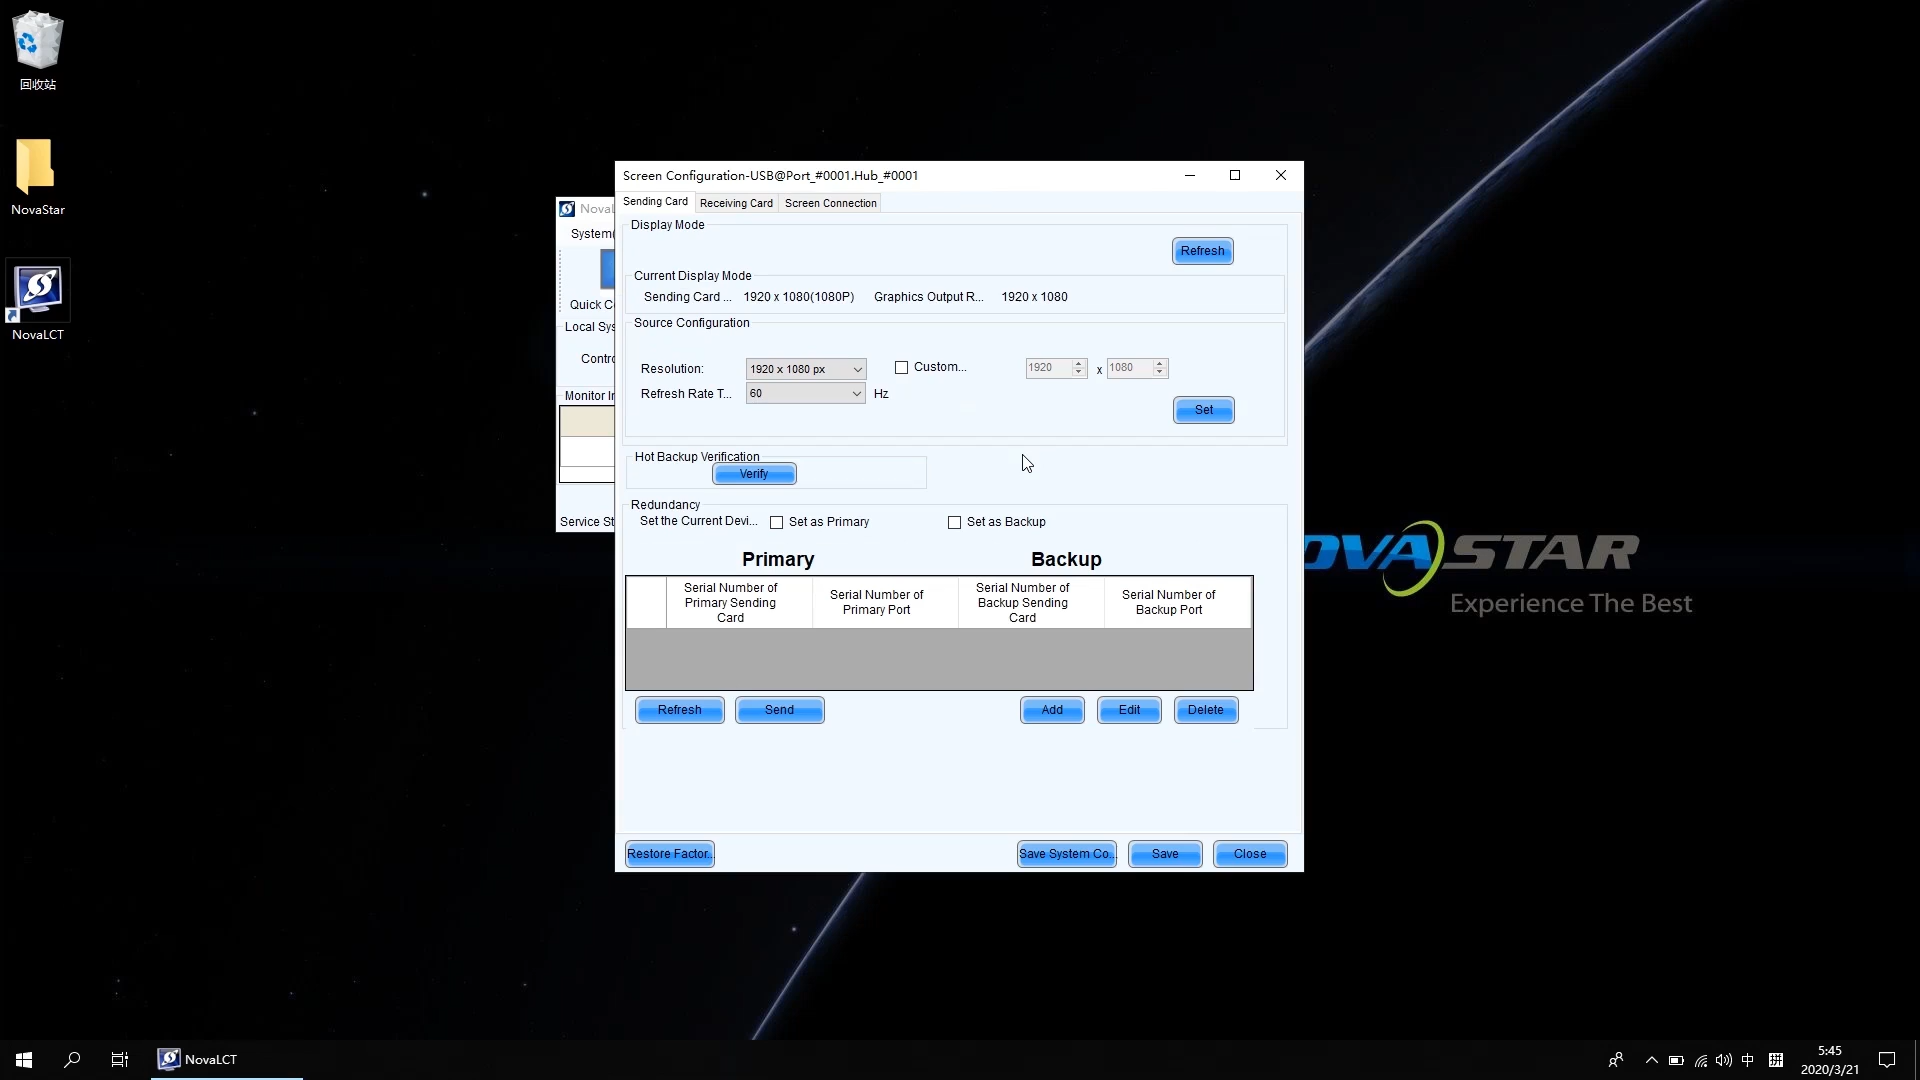 回收站
NovaStar
NovaLCT
Nova
System(
Quick C
Local Sys
Contro
Monitor In
Service St
Screen Configuration-USB@Port_#0001.Hub_#0001
Sending Card
Receiving Card
Screen Connection
Display Mode
Refresh
Current Display Mode
Sending Card ... 1920 x 1080(1080P) Graphics Output R... 1920 x 1080
Source Configuration
Resolution: 1920 x 1080 px Custom... 1920 x 1080
Refresh Rate T... 60 Hz
Set
Hot Backup Verification
Verify
Redundancy
Set the Current Devi... Set as Primary Set as Backup
Primary
Backup
Serial Number of
Primary Sending
Card
Serial Number of
Primary Port
Serial Number of
Backup Sending
Card
Serial Number of
Backup Port
Refresh
Send
Add
Edit
Delete
Restore Factor...
Save System Co...
Save
Close
OVASTAR
Experience The Best
NovaLCT
中
拼
5:45
2020/3/21